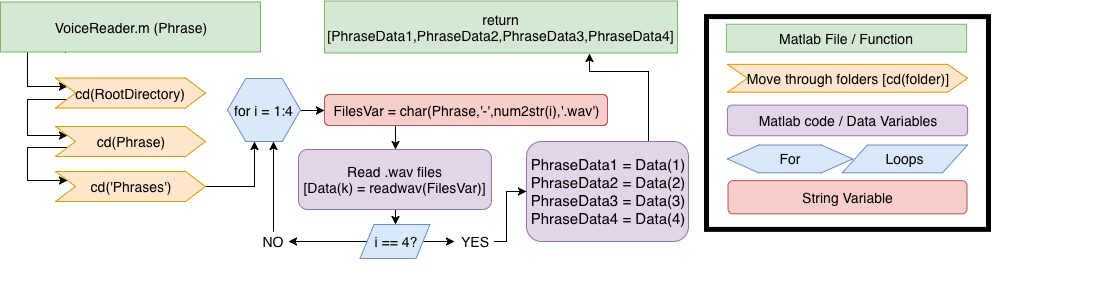 VoiceReader.m (Phrase)
cd(RootDirectory)
cd(Phrase)
cd('Phrases')
for i = 1:4
return
[PhraseData1,PhraseData2,PhraseData3,PhraseData4]
FilesVar = char(Phrase,'-',num2str(i),'.wav')
Read .wav files
[Data(k) = readwav(FilesVar)]
i == 4?
NO
YES
PhraseData1 = Data(1)
PhraseData2 = Data(2)
PhraseData3 = Data(3)
PhraseData4 = Data(4)
Matlab File / Function
Move through folders [cd(folder)]
Matlab code / Data Variables
For
Loops
String Variable